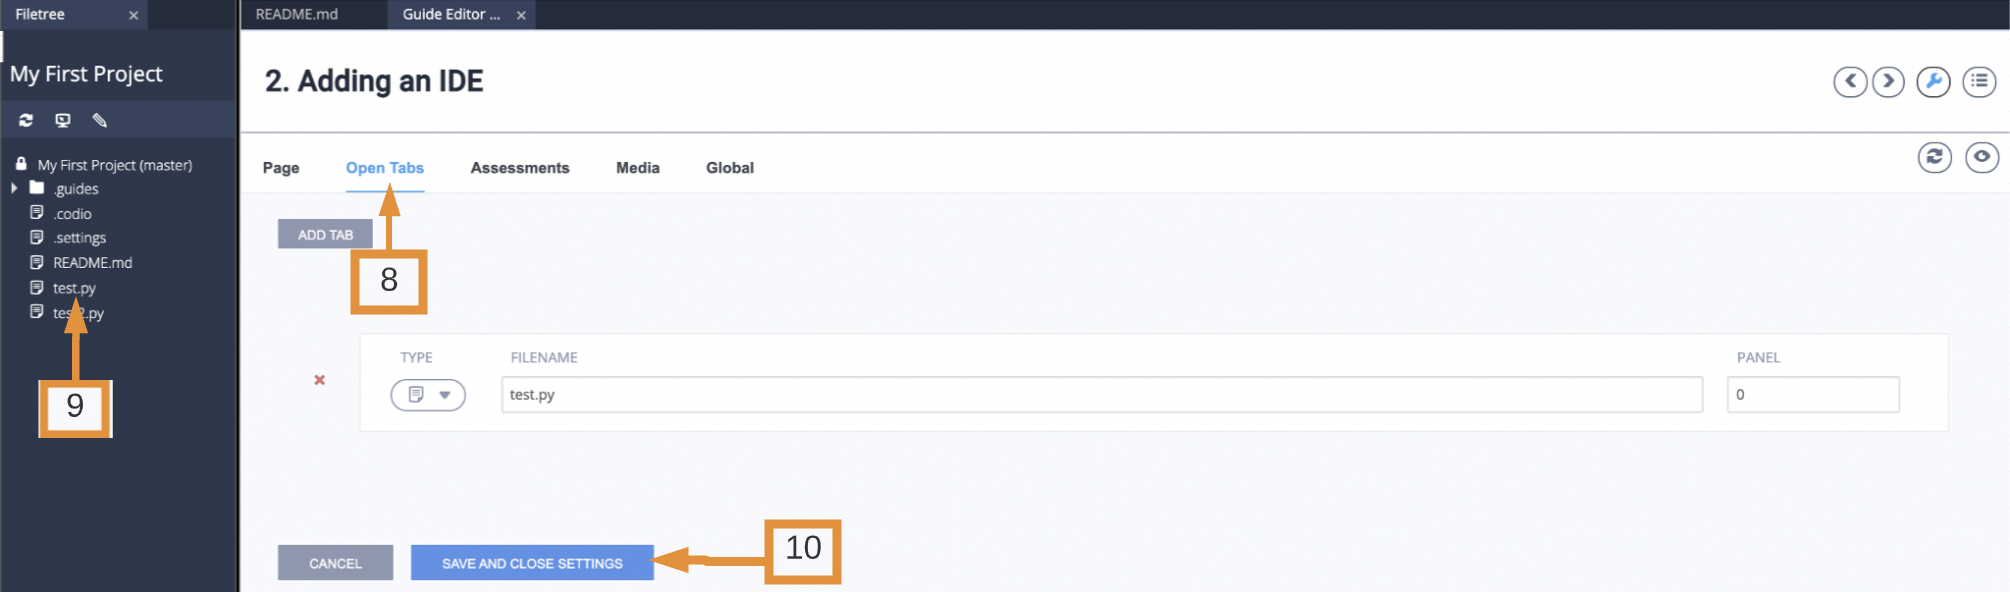 Filetree ×
README.md
Guide Editor ... ×
My First Project
2. Adding an IDE
My First Project (master)
.guides
.codio
.settings
README.md
test.py
test2.py
9
Page Open Tabs Assessments Media Global
ADD TAB
8
TYPE FILENAME PANEL
test.py 0
CANCEL SAVE AND CLOSE SETTINGS
10